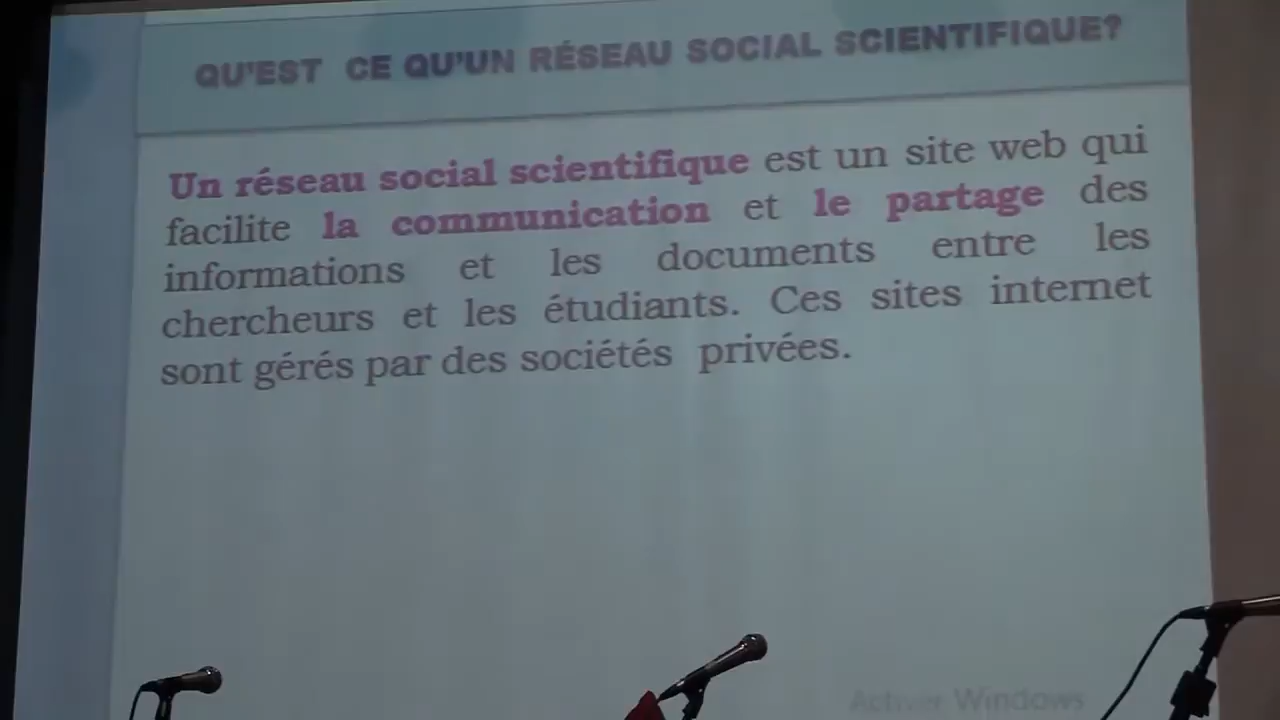 QU'EST CE QU'UN RÉSEAU SOCIAL SCIENTIFIQUE?
Un réseau social scientifique est un site web qui
facilite la communication et le partage des
informations et les documents entre les
chercheurs et les étudiants. Ces sites internet
sont gérés par des sociétés privées.
Activer Windows